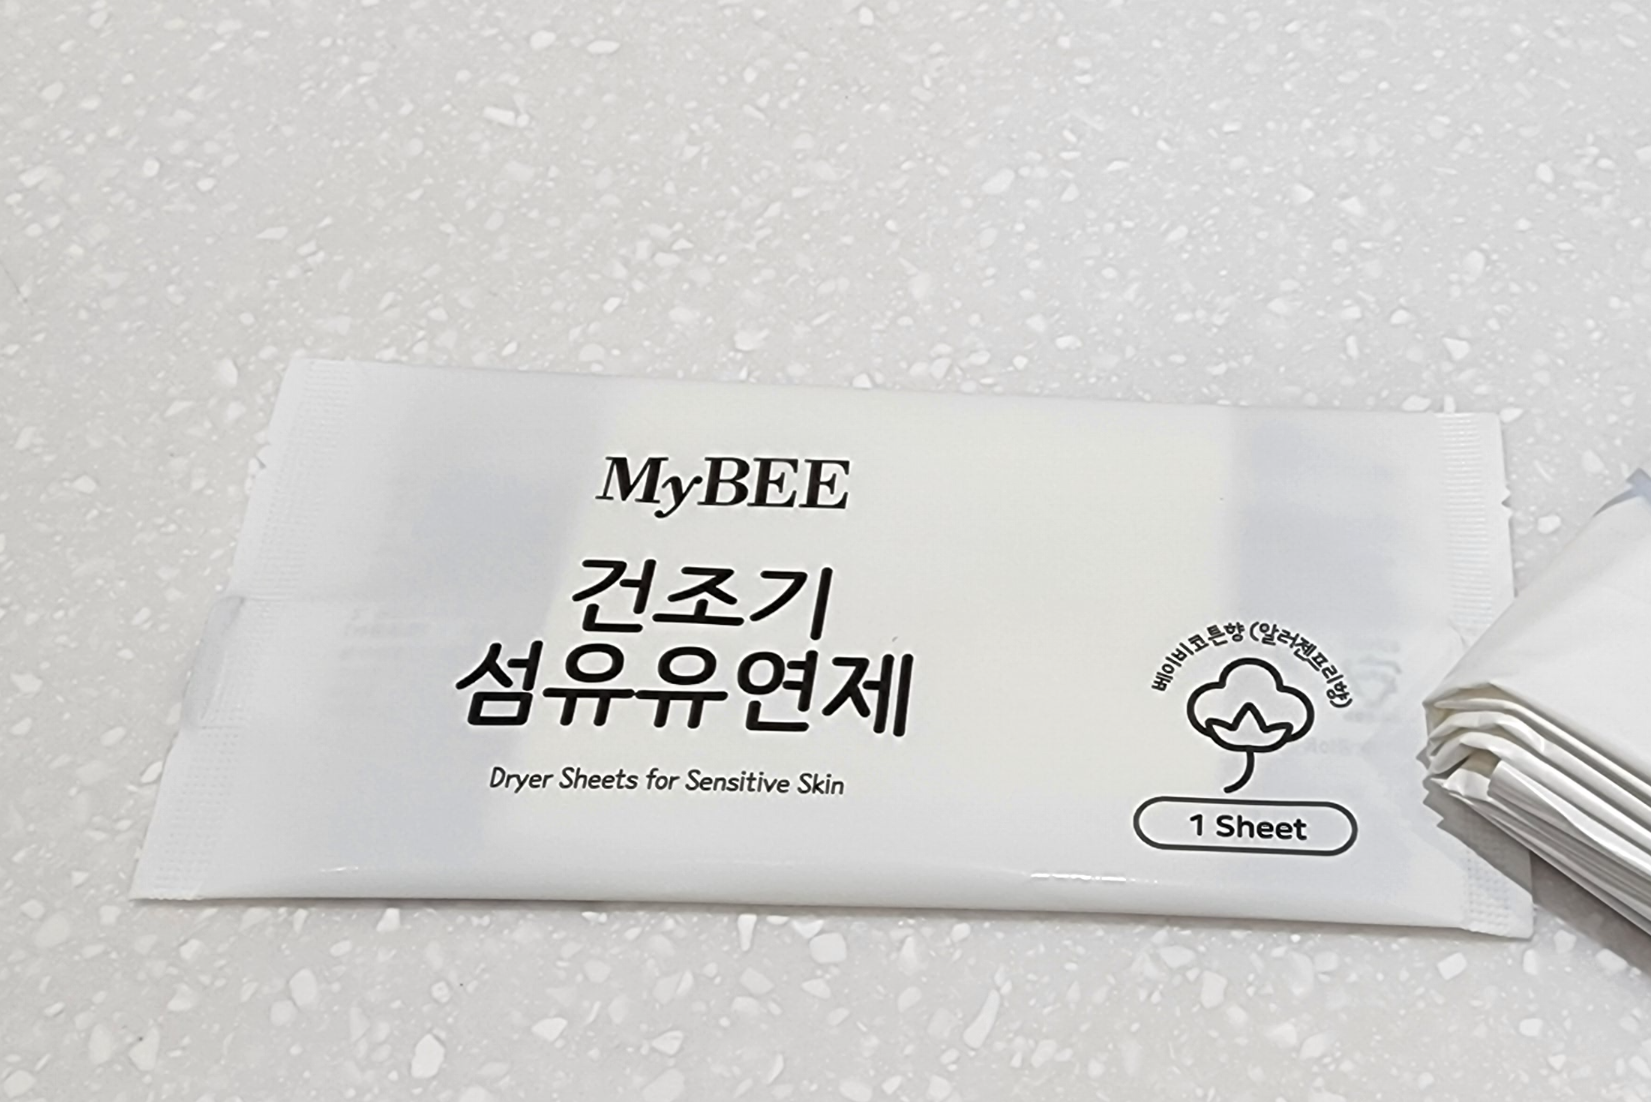 MyBEE
건조기
섬유유연제
Dryer Sheets for Sensitive Skin
베이비코튼향 (알러젠프리향)
1 Sheet